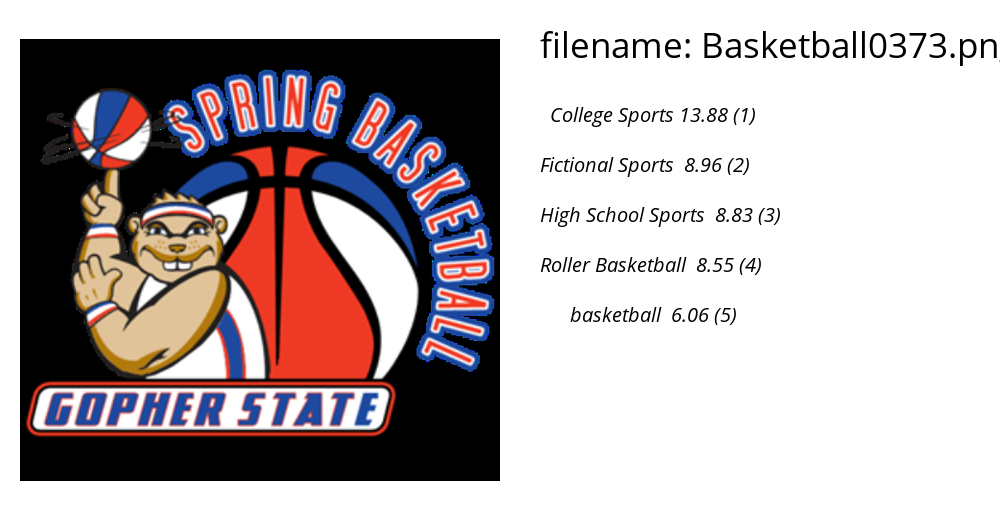 SPRING BASKETBALL
GOPHER STATE
filename: Basketball0373.pn
College Sports 13.88 (1)
Fictional Sports 8.96 (2)
High School Sports 8.83 (3)
Roller Basketball 8.55 (4)
basketball 6.06 (5)